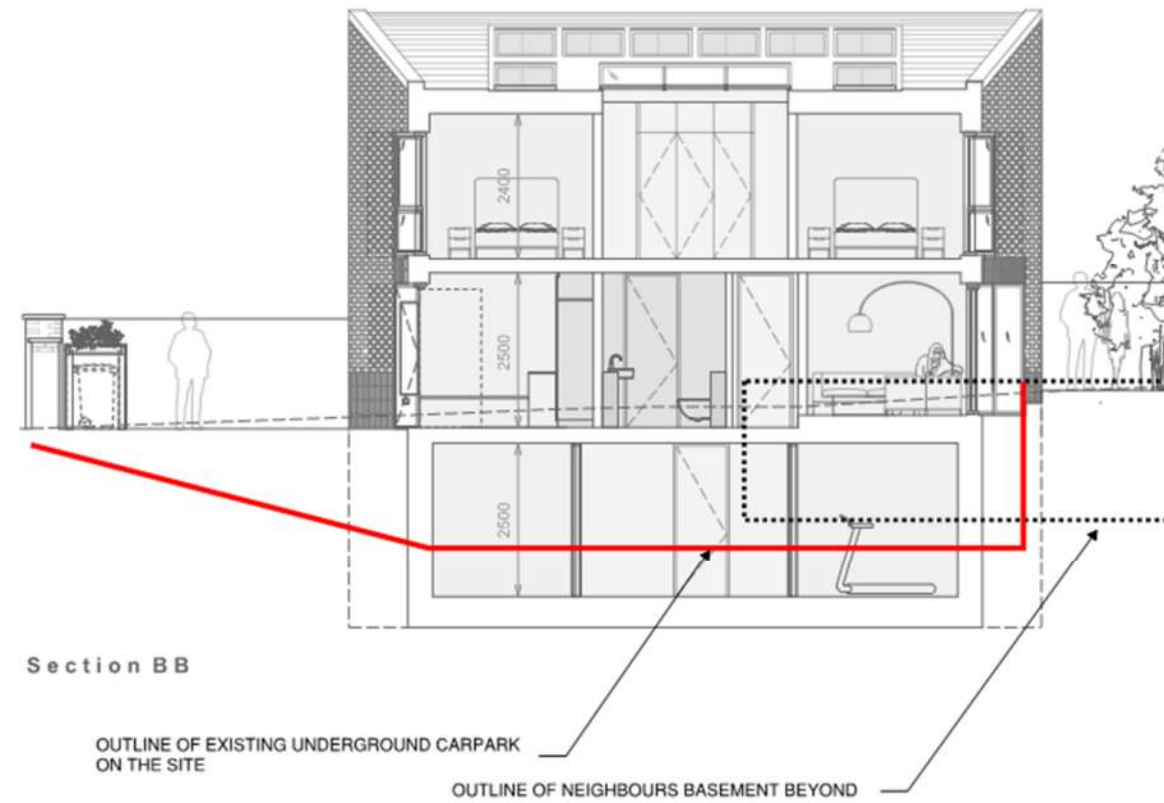 2400
2500
2500
Section BB
OUTLINE OF EXISTING UNDERGROUND CARPARK
ON THE SITE
OUTLINE OF NEIGHBOURS BASEMENT BEYOND